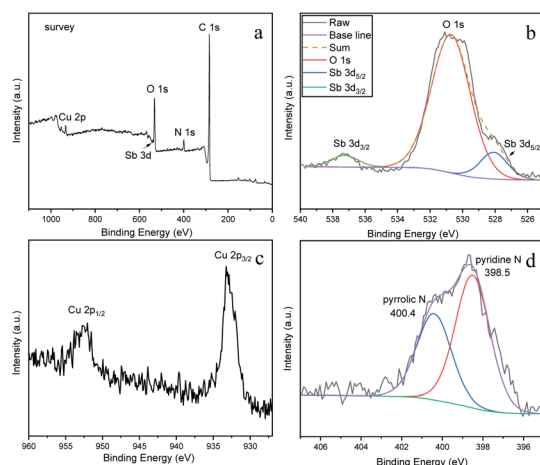 survey
a
C 1s
O 1s
Cu 2p
N 1s
Sb 3d
Intensity (a.u.)
1000 800 600 400 200 0
Binding Energy (eV)
Raw
Base line
Sum
O 1s
Sb 3d5/2
Sb 3d3/2
O 1s
b
Sb 3d3/2
Sb 3d5/2
Intensity (a.u.)
540 538 536 534 532 530 528 526
Binding Energy (eV)
Cu 2p3/2
c
Cu 2p1/2
Intensity (a.u.)
960 955 950 945 940 935 930
Binding Energy (eV)
pyridine N
398.5
d
pyrrolic N
400.4
Intensity (a.u.)
406 404 402 400 398 396
Binding Energy (eV)